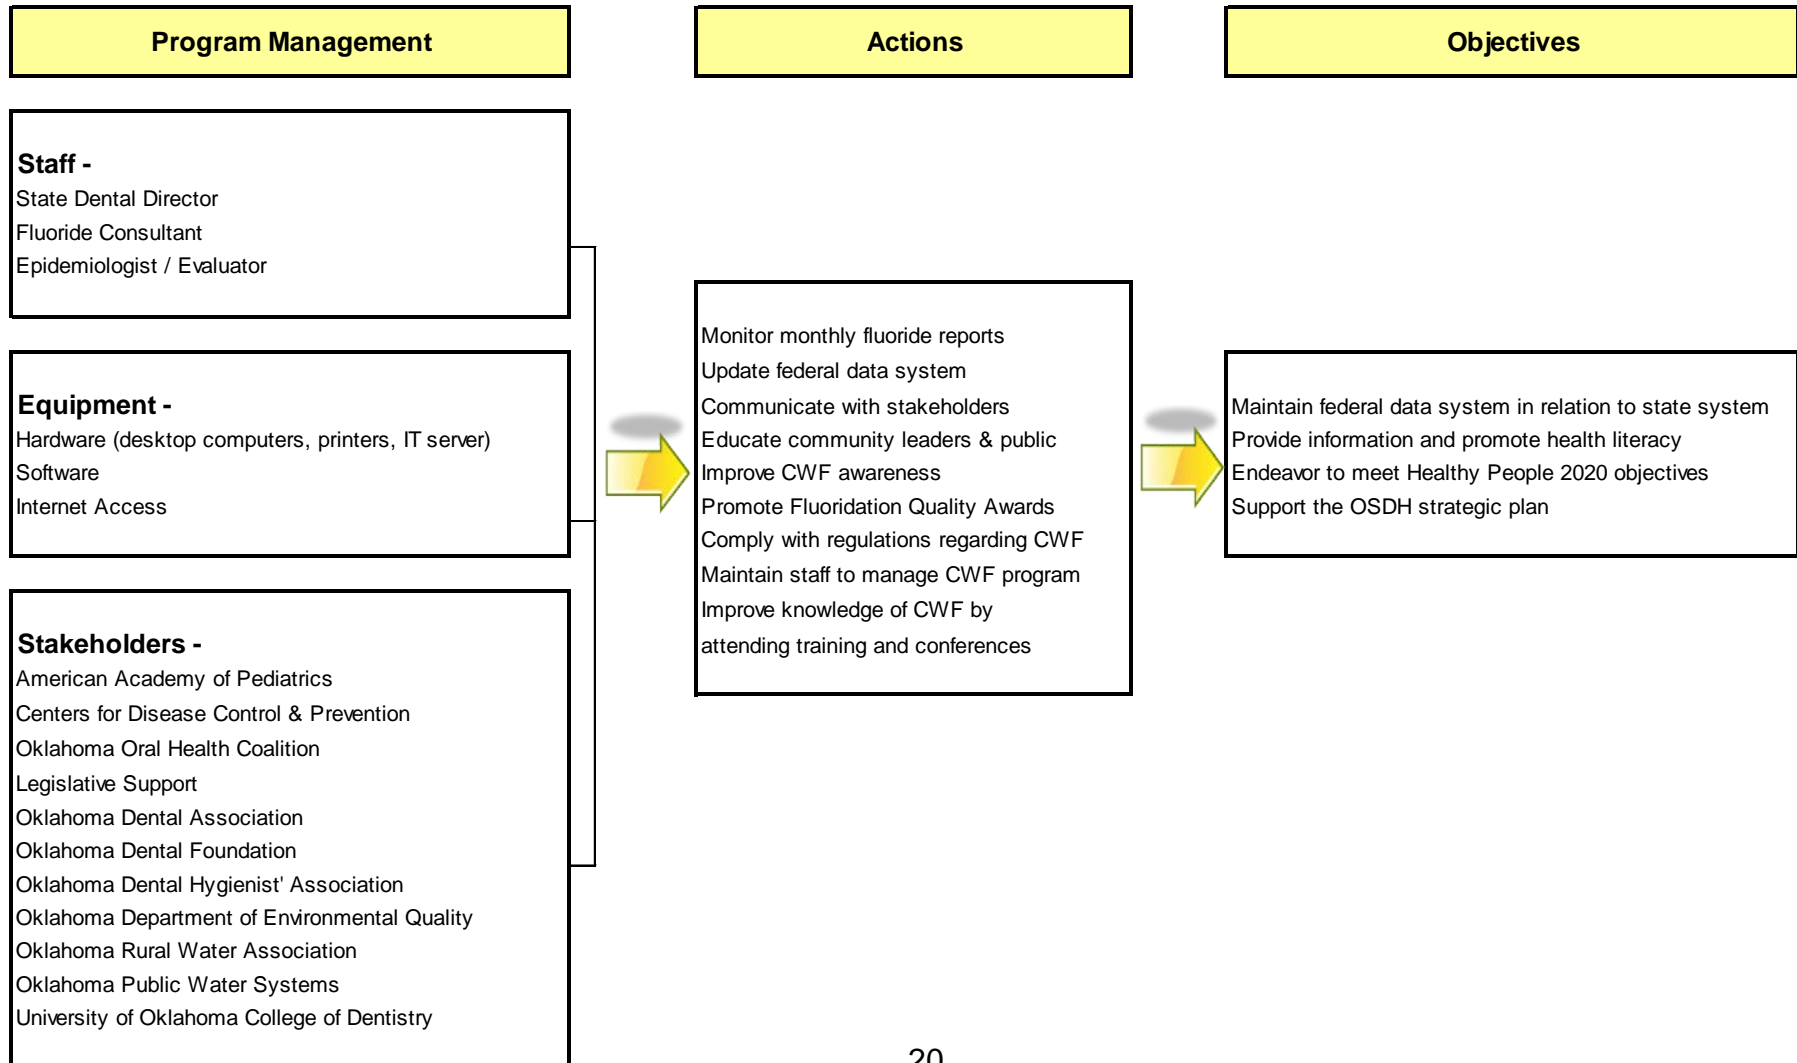 Program Management
Actions
Objectives
Staff -
State Dental Director
Fluoride Consultant
Epidemiologist / Evaluator
Equipment -
Hardware (desktop computers, printers, IT server)
Software
Internet Access
Stakeholders -
American Academy of Pediatrics
Centers for Disease Control & Prevention
Oklahoma Oral Health Coalition
Legislative Support
Oklahoma Dental Association
Oklahoma Dental Foundation
Oklahoma Dental Hygienist' Association
Oklahoma Department of Environmental Quality
Oklahoma Rural Water Association
Oklahoma Public Water Systems
University of Oklahoma College of Dentistry
Monitor monthly fluoride reports
Update federal data system
Communicate with stakeholders
Educate community leaders & public
Improve CWF awareness
Promote Fluoridation Quality Awards
Comply with regulations regarding CWF
Maintain staff to manage CWF program
Improve knowledge of CWF by
attending training and conferences
Maintain federal data system in relation to state system
Provide information and promote health literacy
Endeavor to meet Healthy People 2020 objectives
Support the OSDH strategic plan
20